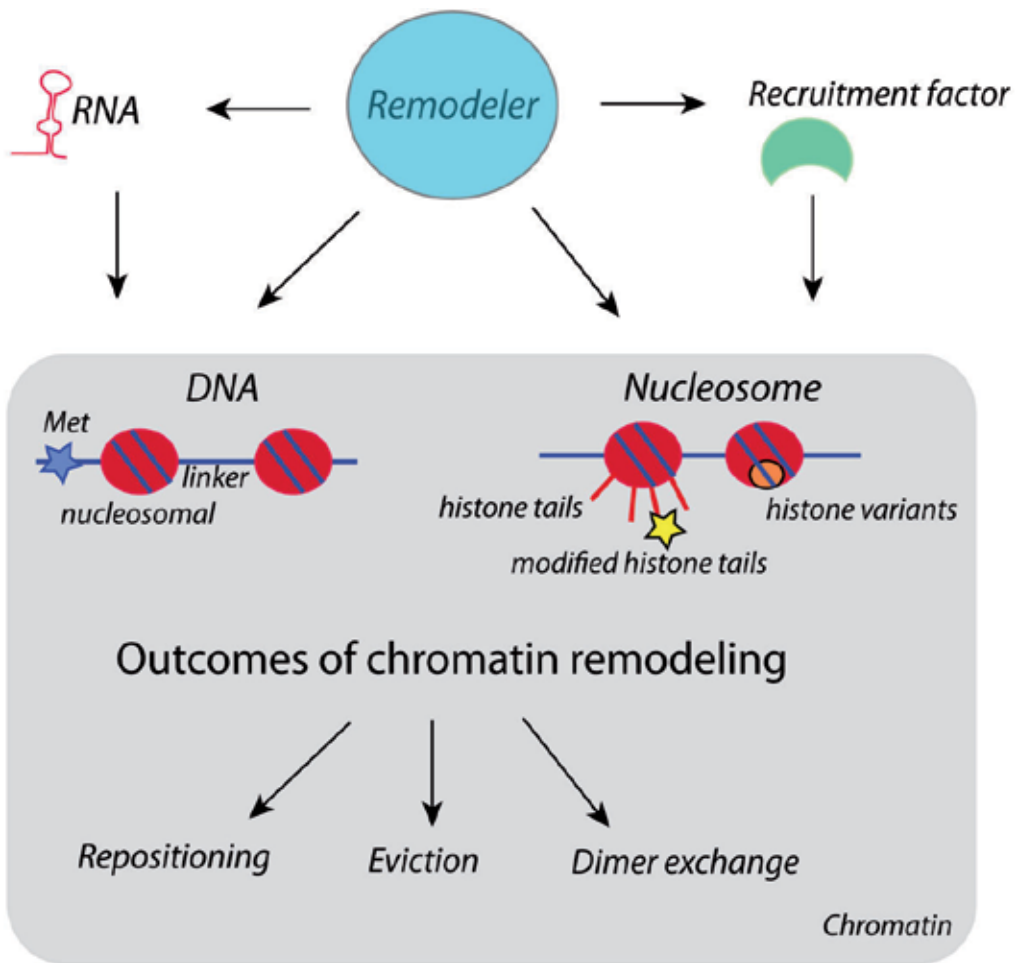 RNA
Remodeler
Recruitment factor
DNA
Nucleosome
Met
linker
nucleosomal
histone tails
histone variants
modified histone tails
Outcomes of chromatin remodeling
Repositioning
Eviction
Dimer exchange
Chromatin